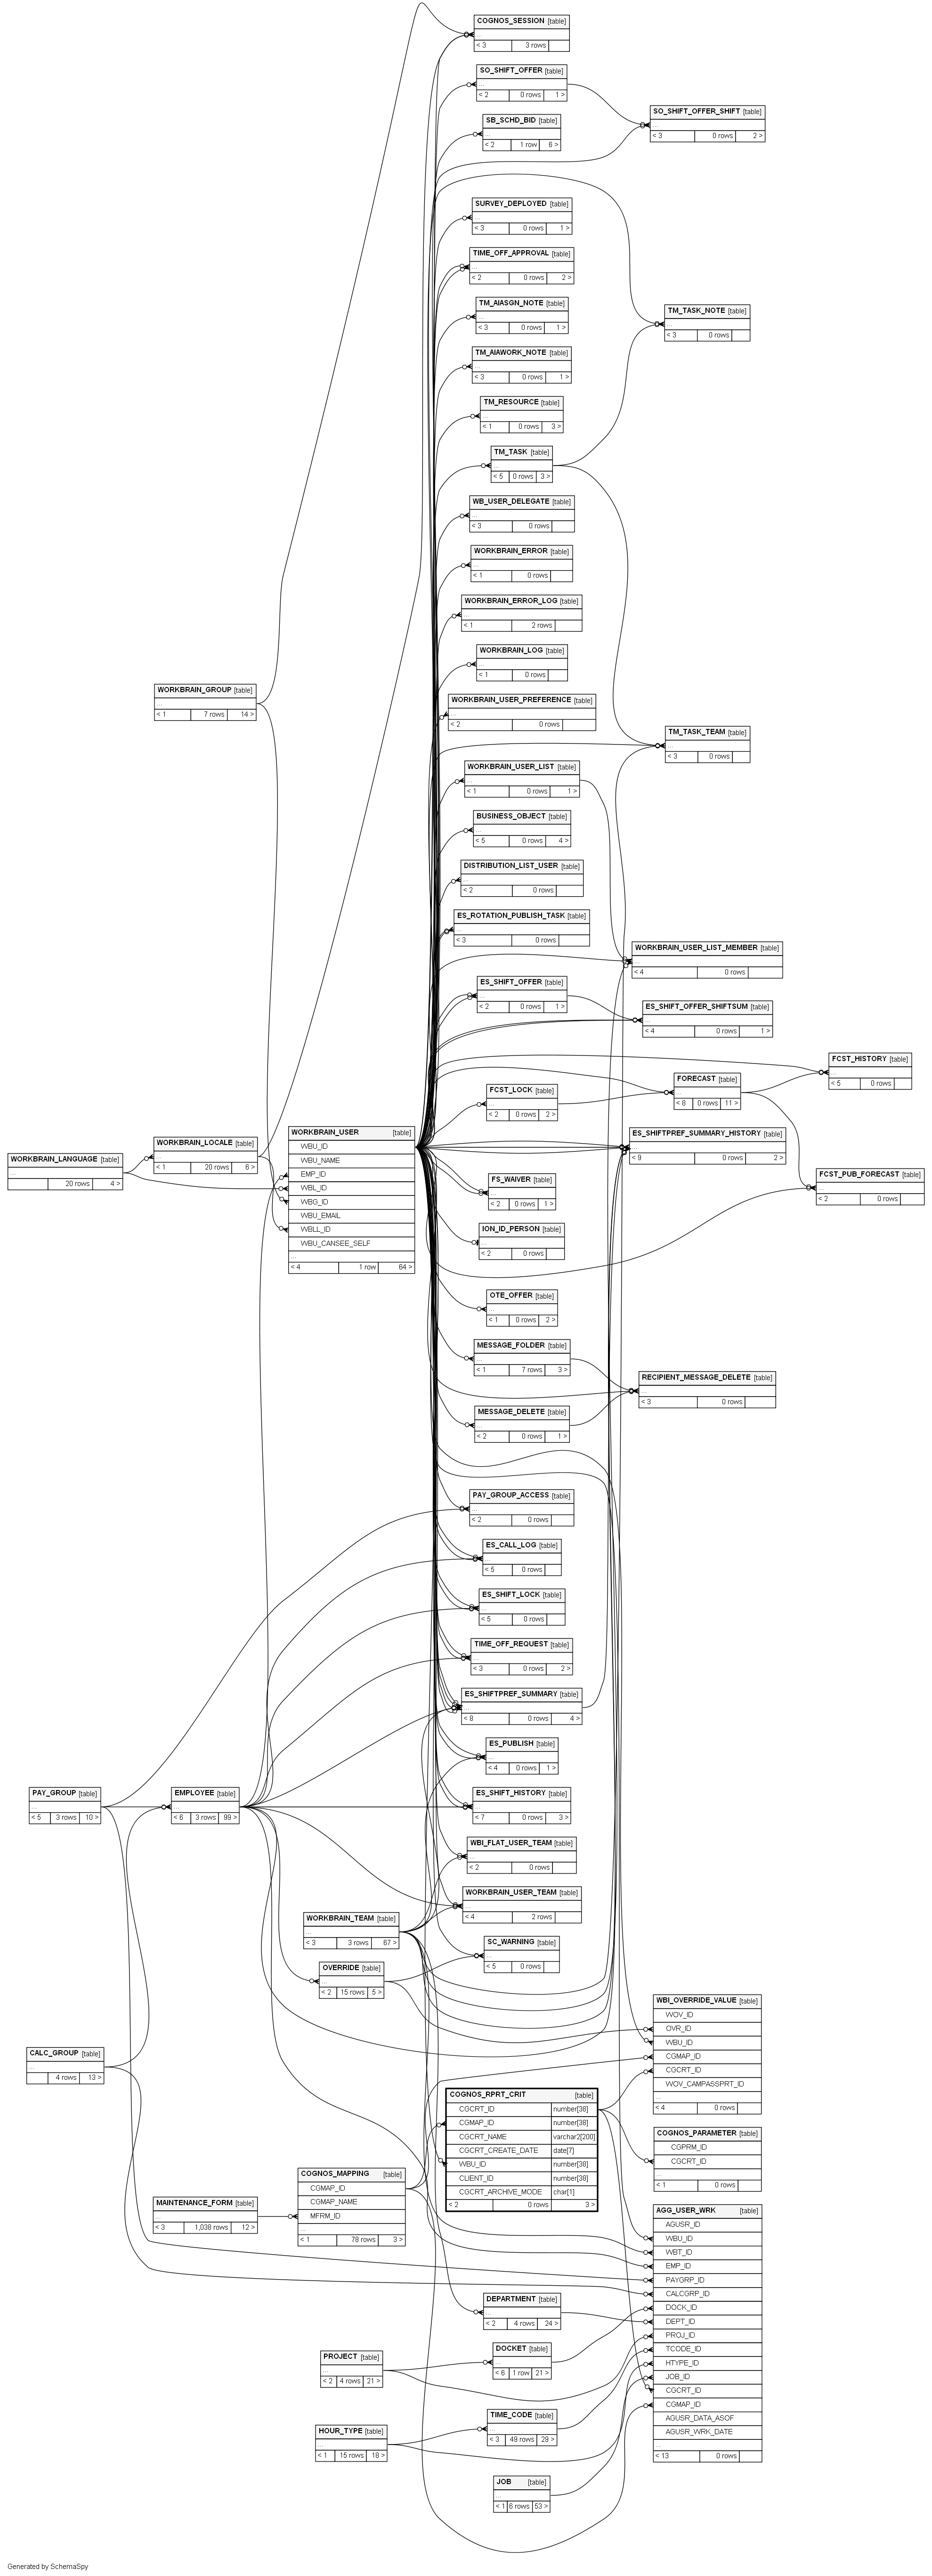 COGNOS_SESSION [table]
...
< 3 3 rows
SO_SHIFT_OFFER [table]
...
< 2 0 rows 1 >
SO_SHIFT_OFFER_SHIFT [table]
...
< 3 0 rows 2 >
SB_SCHD_BID [table]
...
< 2 1 row 6 >
SURVEY_DEPLOYED [table]
...
< 3 0 rows 1 >
TIME_OFF_APPROVAL [table]
...
< 2 0 rows 2 >
TM_AIASGN_NOTE [table]
...
< 3 0 rows 1 >
TM_TASK_NOTE [table]
...
< 3 0 rows
TM_AIAWORK_NOTE [table]
...
< 3 0 rows 1 >
TM_RESOURCE [table]
...
< 1 0 rows 3 >
TM_TASK [table]
...
< 5 0 rows 3 >
WB_USER_DELEGATE [table]
...
< 3 0 rows
WORKBRAIN_ERROR [table]
...
< 1 0 rows
WORKBRAIN_ERROR_LOG [table]
...
< 1 2 rows
WORKBRAIN_LOG [table]
...
< 1 0 rows
WORKBRAIN_GROUP [table]
...
< 1 7 rows 14 >
WORKBRAIN_USER_PREFERENCE [table]
...
< 2 0 rows
TM_TASK_TEAM [table]
...
< 3 0 rows
WORKBRAIN_USER_LIST [table]
...
< 1 0 rows 1 >
BUSINESS_OBJECT [table]
...
< 5 0 rows 4 >
DISTRIBUTION_LIST_USER [table]
...
< 2 0 rows
ES_ROTATION_PUBLISH_TASK [table]
...
< 3 0 rows
WORKBRAIN_USER_LIST_MEMBER [table]
...
< 4 0 rows
ES_SHIFT_OFFER [table]
...
< 2 0 rows 1 >
ES_SHIFT_OFFER_SHIFTSUM [table]
...
< 4 0 rows 1 >
FCST_HISTORY [table]
...
< 5 0 rows
FORECAST [table]
...
< 8 0 rows 11 >
FCST_LOCK [table]
...
< 2 0 rows 2 >
WORKBRAIN_USER [table]
WBU_ID
WBU_NAME
EMP_ID
WBL_ID
WBG_ID
WBU_EMAIL
WBLL_ID
WBU_CANSEE_SELF
...
< 4 1 row 64 >
WORKBRAIN_LOCALE [table]
...
< 1 20 rows 6 >
WORKBRAIN_LANGUAGE [table]
...
20 rows 4 >
ES_SHIFTPREF_SUMMARY_HISTORY [table]
...
< 9 0 rows 2 >
FCST_PUB_FORECAST [table]
...
< 2 0 rows
FS_WAIVER [table]
...
< 2 0 rows 1 >
ION_ID_PERSON [table]
...
< 2 0 rows
OTE_OFFER [table]
...
< 1 0 rows 2 >
MESSAGE_FOLDER [table]
...
< 1 7 rows 3 >
RECIPIENT_MESSAGE_DELETE [table]
...
< 3 0 rows
MESSAGE_DELETE [table]
...
< 2 0 rows 1 >
PAY_GROUP_ACCESS [table]
...
< 2 0 rows
ES_CALL_LOG [table]
...
< 5 0 rows
ES_SHIFT_LOCK [table]
...
< 5 0 rows
TIME_OFF_REQUEST [table]
...
< 3 0 rows 2 >
ES_SHIFTPREF_SUMMARY [table]
...
< 8 0 rows 4 >
ES_PUBLISH [table]
...
< 4 0 rows 1 >
PAY_GROUP [table]
...
< 5 3 rows 10 >
EMPLOYEE [table]
...
< 6 3 rows 99 >
ES_SHIFT_HISTORY [table]
...
< 7 0 rows 3 >
WBI_FLAT_USER_TEAM [table]
...
< 2 0 rows
WORKBRAIN_USER_TEAM [table]
...
< 4 2 rows
WORKBRAIN_TEAM [table]
...
< 3 3 rows 67 >
SC_WARNING [table]
...
< 5 0 rows
OVERRIDE [table]
...
< 2 15 rows 5 >
WBI_OVERRIDE_VALUE [table]
WOV_ID
OVR_ID
WBU_ID
CGMAP_ID
CGCRT_ID
WOV_CAMPASSPRT_ID
...
< 4 0 rows
CALC_GROUP [table]
...
4 rows 13 >
COGNOS_RPRT_CRIT [table]
CGCRT_ID number[38]
CGMAP_ID number[38]
CGCRT_NAME varchar2[200]
CGCRT_CREATE_DATE date[7]
WBU_ID number[38]
CLIENT_ID number[38]
CGCRT_ARCHIVE_MODE char[1]
< 2 0 rows 3 >
COGNOS_PARAMETER [table]
CGPRM_ID
CGCRT_ID
...
< 1 0 rows
COGNOS_MAPPING [table]
CGMAP_ID
CGMAP_NAME
MFRM_ID
...
< 1 78 rows 3 >
MAINTENANCE_FORM [table]
...
< 3 1,038 rows 12 >
AGG_USER_WRK [table]
AGUSR_ID
WBU_ID
WBT_ID
EMP_ID
PAYGRP_ID
CALCGRP_ID
DOCK_ID
DEPT_ID
PROJ_ID
TCODE_ID
HTYPE_ID
JOB_ID
CGCRT_ID
CGMAP_ID
AGUSR_DATA_ASOF
AGUSR_WRK_DATE
...
< 13 0 rows
DEPARTMENT [table]
...
< 2 4 rows 24 >
DOCKET [table]
...
< 6 1 row 21 >
PROJECT [table]
...
< 2 4 rows 21 >
TIME_CODE [table]
...
< 3 49 rows 28 >
HOUR_TYPE [table]
...
< 1 15 rows 18 >
JOB [table]
...
< 1 6 rows 53 >
Generated by SchemaSpy